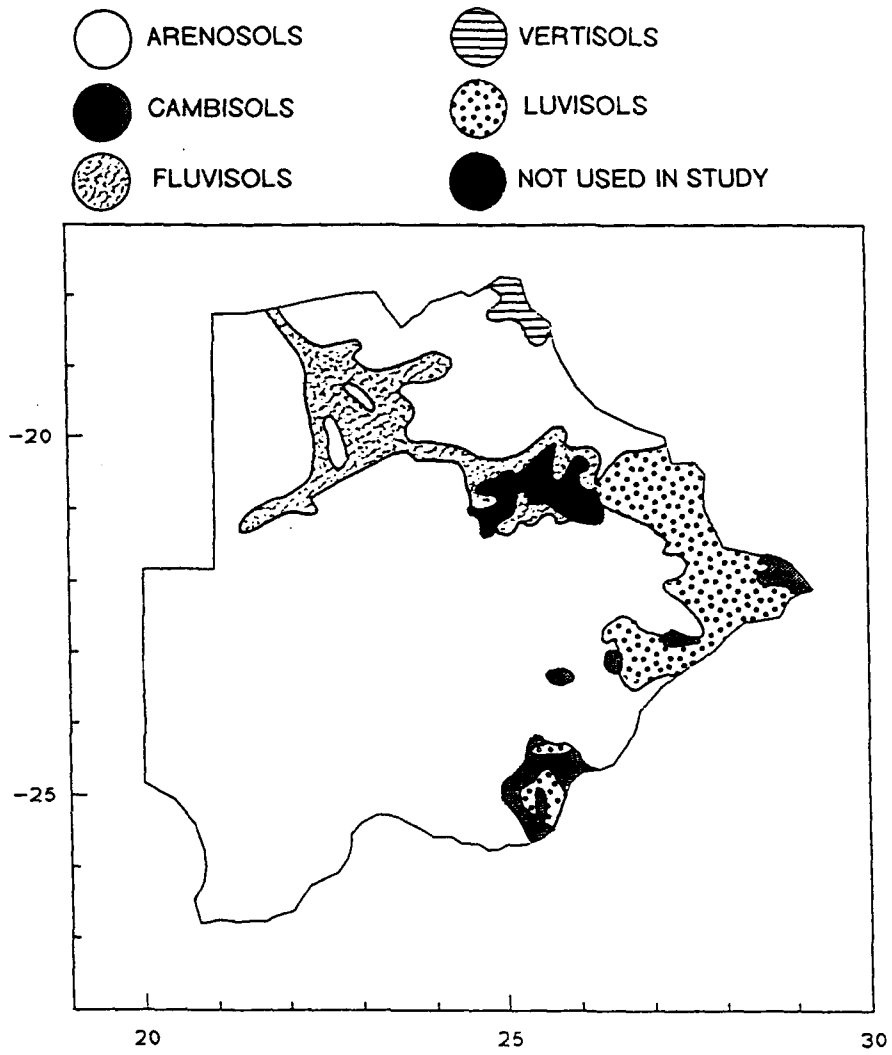 ARENOSOLS
VERTISOLS
CAMBISOLS
LUVISOLS
FLUVISOLS
NOT USED IN STUDY
-20
-25
20
25
30